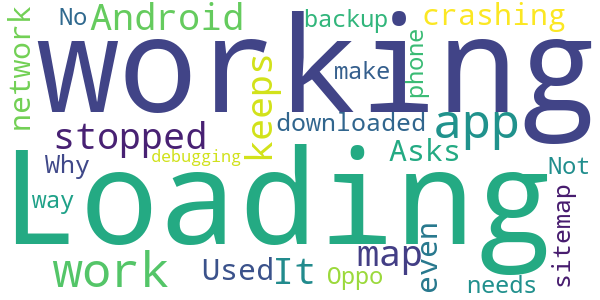 No
Android
backup
crashing
network
working
make
phone
keeps
stopped
downloaded
app
Why
debugging
Asks
Not
way
Loading
sitemap
work
Used
It
Oppo
map
even
needs